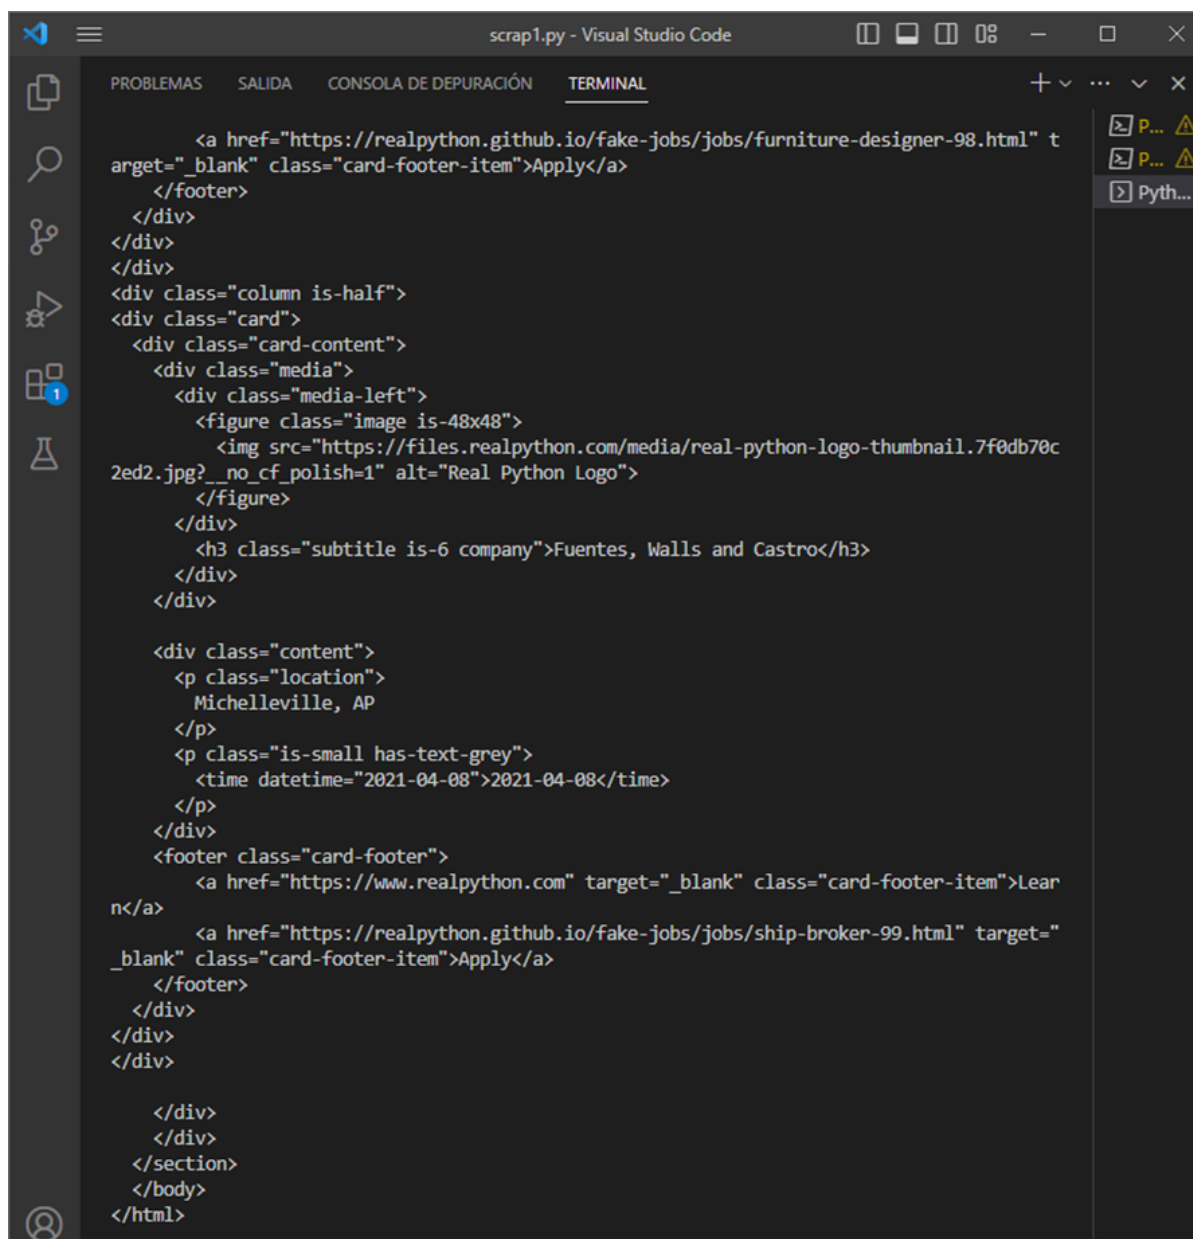 scrap1.py - Visual Studio Code
PROBLEMAS SALIDA CONSOLA DE DEPURACIÓN TERMINAL
        <a href="https://realpython.github.io/fake-jobs/jobs/furniture-designer-98.html" t
arget="_blank" class="card-footer-item">Apply</a>
    </footer>
  </div>
</div>
</div>
<div class="column is-half">
<div class="card">
  <div class="card-content">
    <div class="media">
      <div class="media-left">
        <figure class="image is-48x48">
          <img src="https://files.realpython.com/media/real-python-logo-thumbnail.7f0db70c
2ed2.jpg?__no_cf_polish=1" alt="Real Python Logo">
        </figure>
      </div>
        <h3 class="subtitle is-6 company">Fuentes, Walls and Castro</h3>
      </div>
    </div>

    <div class="content">
      <p class="location">
        Michelleville, AP
      </p>
      <p class="is-small has-text-grey">
        <time datetime="2021-04-08">2021-04-08</time>
      </p>
    </div>
    <footer class="card-footer">
        <a href="https://www.realpython.com" target="_blank" class="card-footer-item">Lear
n</a>
        <a href="https://realpython.github.io/fake-jobs/jobs/ship-broker-99.html" target="
_blank" class="card-footer-item">Apply</a>
    </footer>
  </div>
</div>
</div>

    </div>
    </div>
  </section>
  </body>
</html>
P...
P...
Pyth...
1